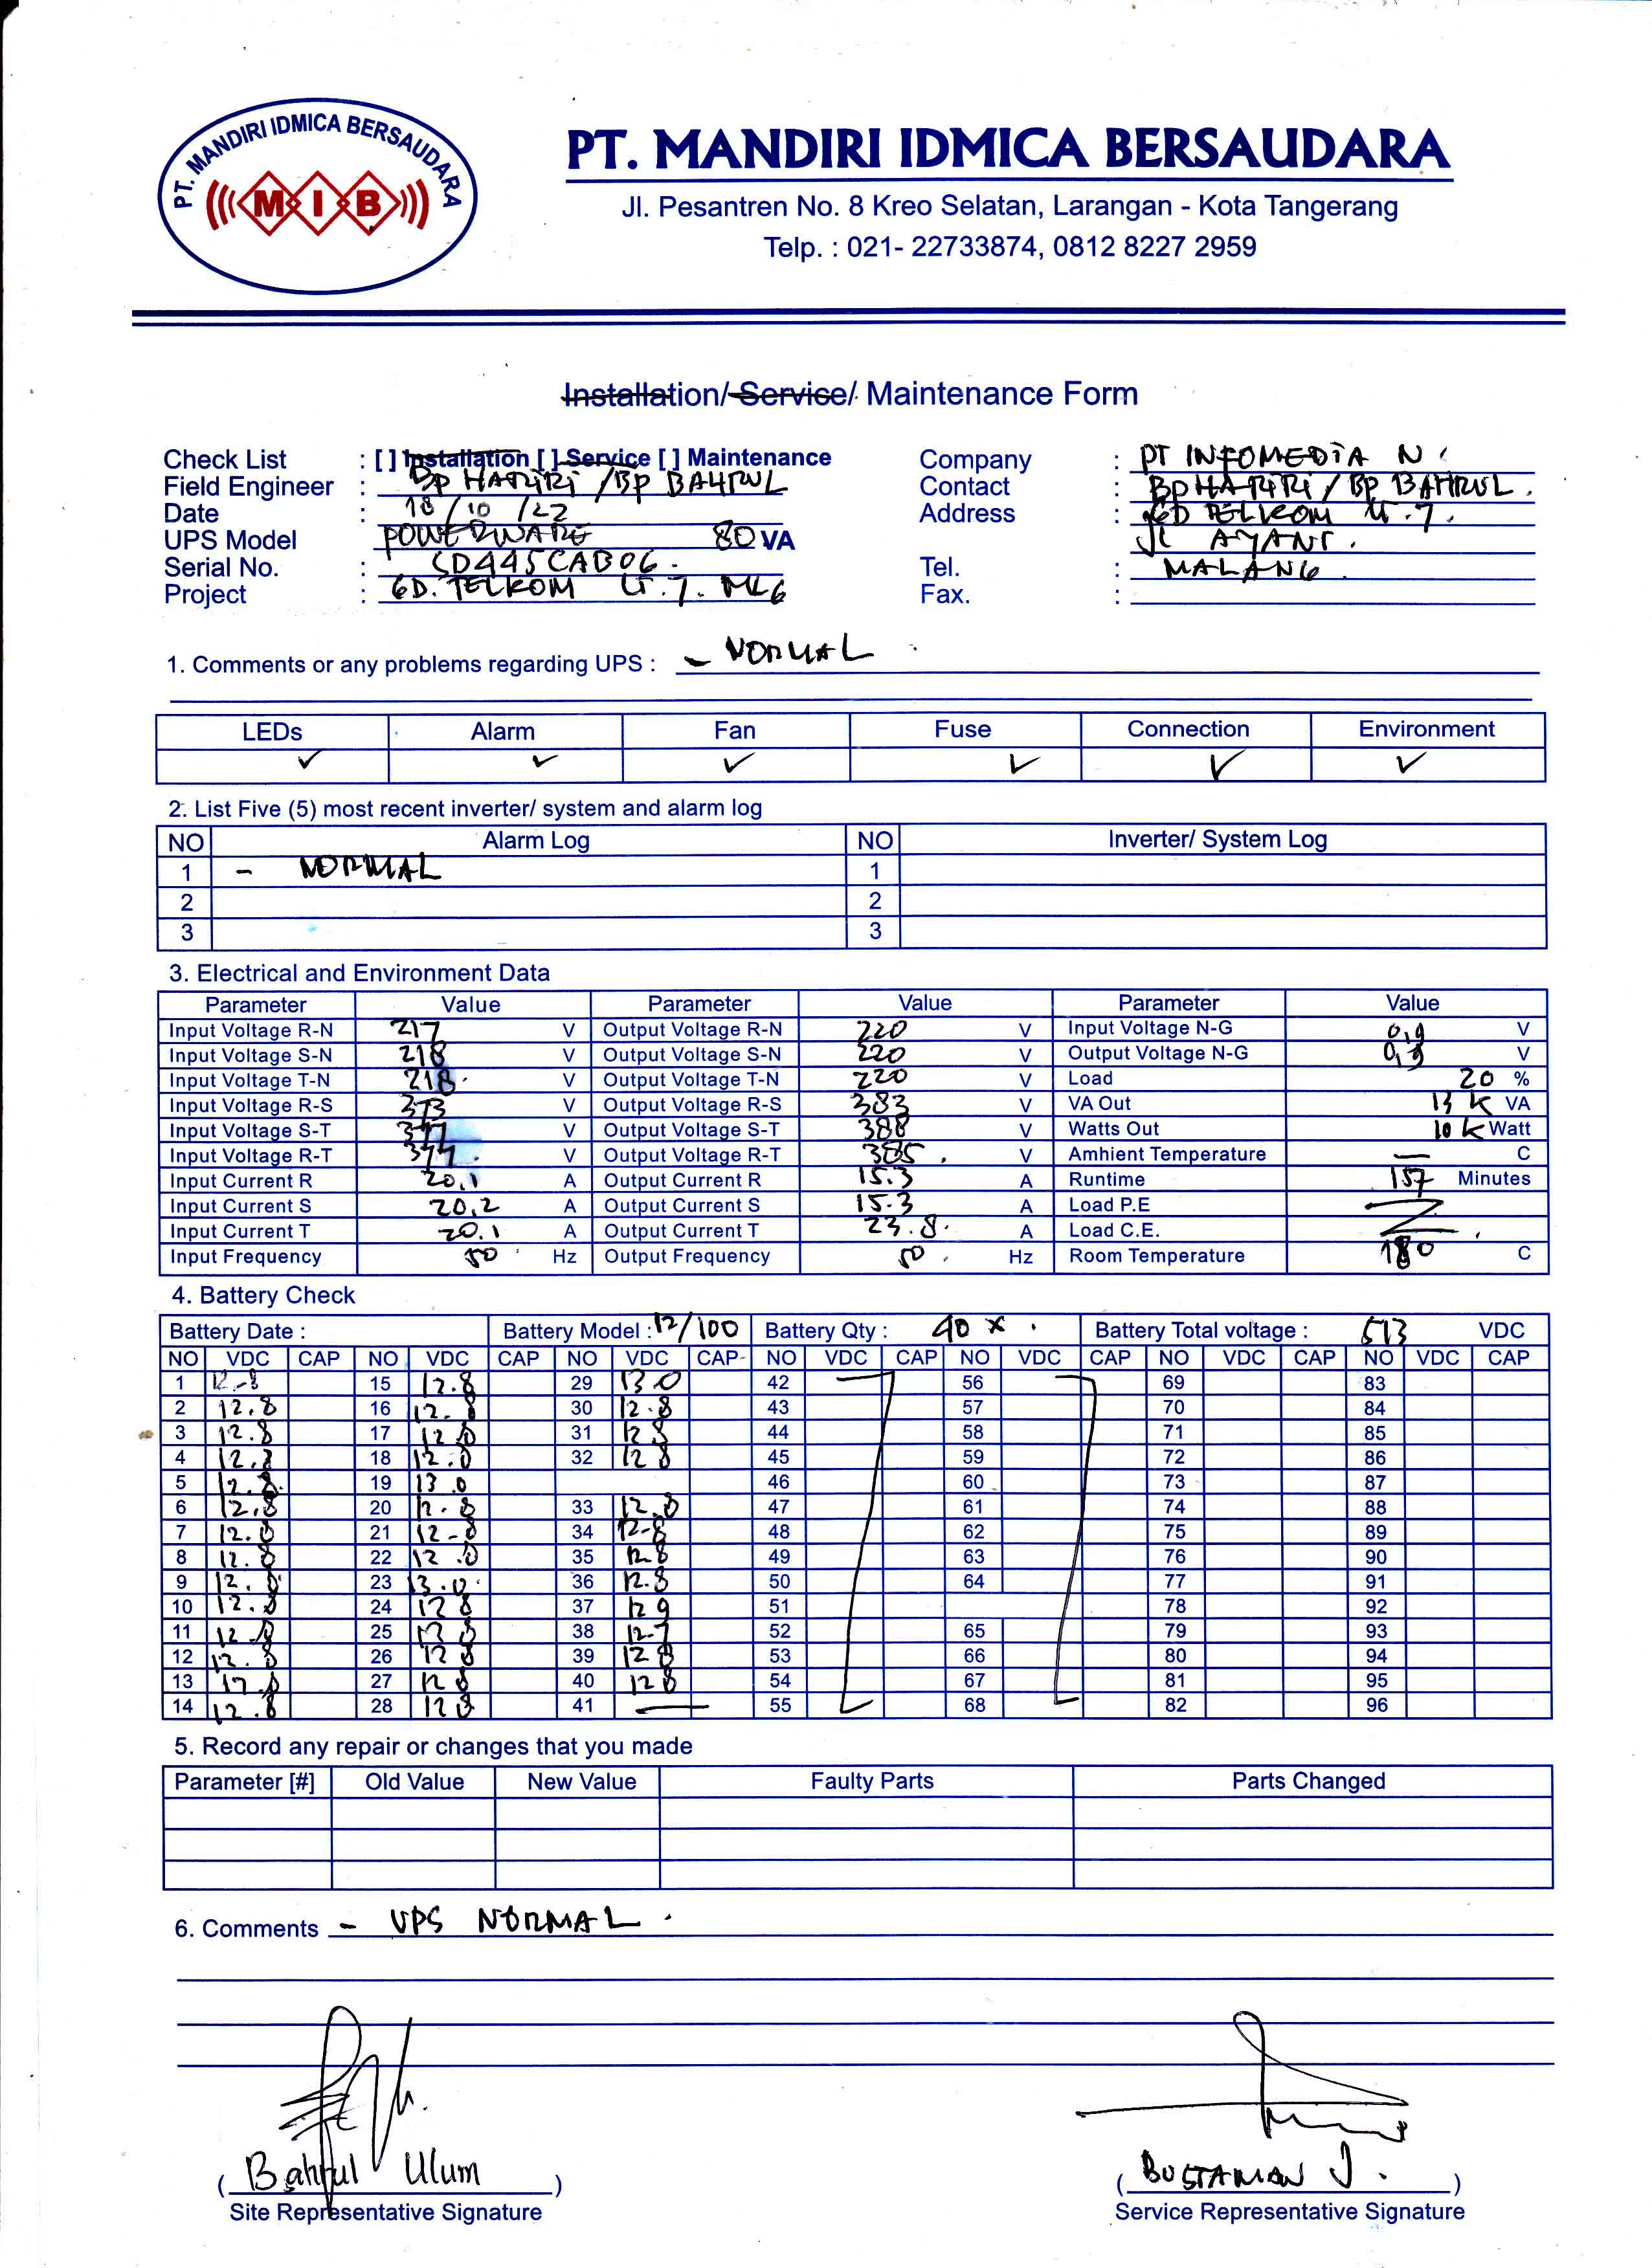 PT. MANDIRI IDMICA BERSAUDARA
MIB
PT. MANDIRI IDMICA BERSAUDARA
Jl. Pesantren No. 8 Kreo Selatan, Larangan - Kota Tangerang
Telp. : 021- 22733874, 0812 8227 2959
Installation/ Service/ Maintenance Form
Check List : [ ] Installation [ ] Service [ ] Maintenance Company : PT INFOMEDIA N
Field Engineer : BP HARIRI / BP BAHRUL Contact : BP HARIRI / BP BAHRUL.
Date : 18/10/22 Address : GD TELKOM LT.7.
UPS Model POWERWARE 80 VA JL AYANI.
Serial No. : SD445CAB06. Tel. : MALANG
Project : GD. TELKOM LT.7. MLG Fax. :
1. Comments or any problems regarding UPS : - NORMAL
LEDs Alarm Fan Fuse Connection Environment
✓ ✓ ✓ ✓ ✓ ✓
2. List Five (5) most recent inverter/ system and alarm log
NO Alarm Log NO Inverter/ System Log
1 - NORMAL 1
2 2
3 3
3. Electrical and Environment Data
Parameter Value Parameter Value Parameter Value
Input Voltage R-N 217 V Output Voltage R-N 220 V Input Voltage N-G 0,9 V
Input Voltage S-N 218 V Output Voltage S-N 220 V Output Voltage N-G V
Input Voltage T-N 218. V Output Voltage T-N 220 V Load 20 %
Input Voltage R-S 373 V Output Voltage R-S 383 V VA Out 13 K VA
Input Voltage S-T 377 V Output Voltage S-T 388 V Watts Out 10 K Watt
Input Voltage R-T 377. V Output Voltage R-T 385. V Amhient Temperature — C
Input Current R 20,1 A Output Current R 15.3 A Runtime 157 Minutes
Input Current S 20,2 A Output Current S 15.3 A Load P.E
Input Current T 20.1 A Output Current T 23.8. A Load C.E.
Input Frequency 50 Hz Output Frequency 50. Hz Room Temperature C
4. Battery Check
Battery Date : Battery Model : 12/100 Battery Qty : 40 x. Battery Total voltage : 513 VDC
NO VDC CAP NO VDC CAP NO VDC CAP NO VDC CAP NO VDC CAP NO VDC CAP NO VDC CAP
1 12.8 15 12.8 29 13.0 42 56 69 83
2 12.8 16 12.8 30 12.8 43 57 70 84
3 12.8 17 12.8 31 12.8 44 58 71 85
4 18 12.8 32 12.8 45 59 72 86
5 12.8 19 13.0 46 60 73 87
6 12.8 20 12.8 33 12.8 47 61 74 88
7 12.8 21 12.8 34 12.8 48 62 75 89
8 12.8 22 12.8 35 12.8 49 63 76 90
9 12.8 23 13.0 36 12.8 50 64 77 91
10 12.8 24 12.8 37 12.9 51 78 92
11 12.8 25 38 12.7 52 65 79 93
12 12.8 26 12.8 39 12.8 53 66 80 94
13 12.8 27 12.8 40 12.8 54 67 81 95
14 12.8 28 12.8 41 — 55 68 82 96
5. Record any repair or changes that you made
Parameter [#] Old Value New Value Faulty Parts Parts Changed
6. Comments - UPS NORMAL.
(Bahrul Ulum) (BUSTAMAN J.)
Site Representative Signature Service Representative Signature